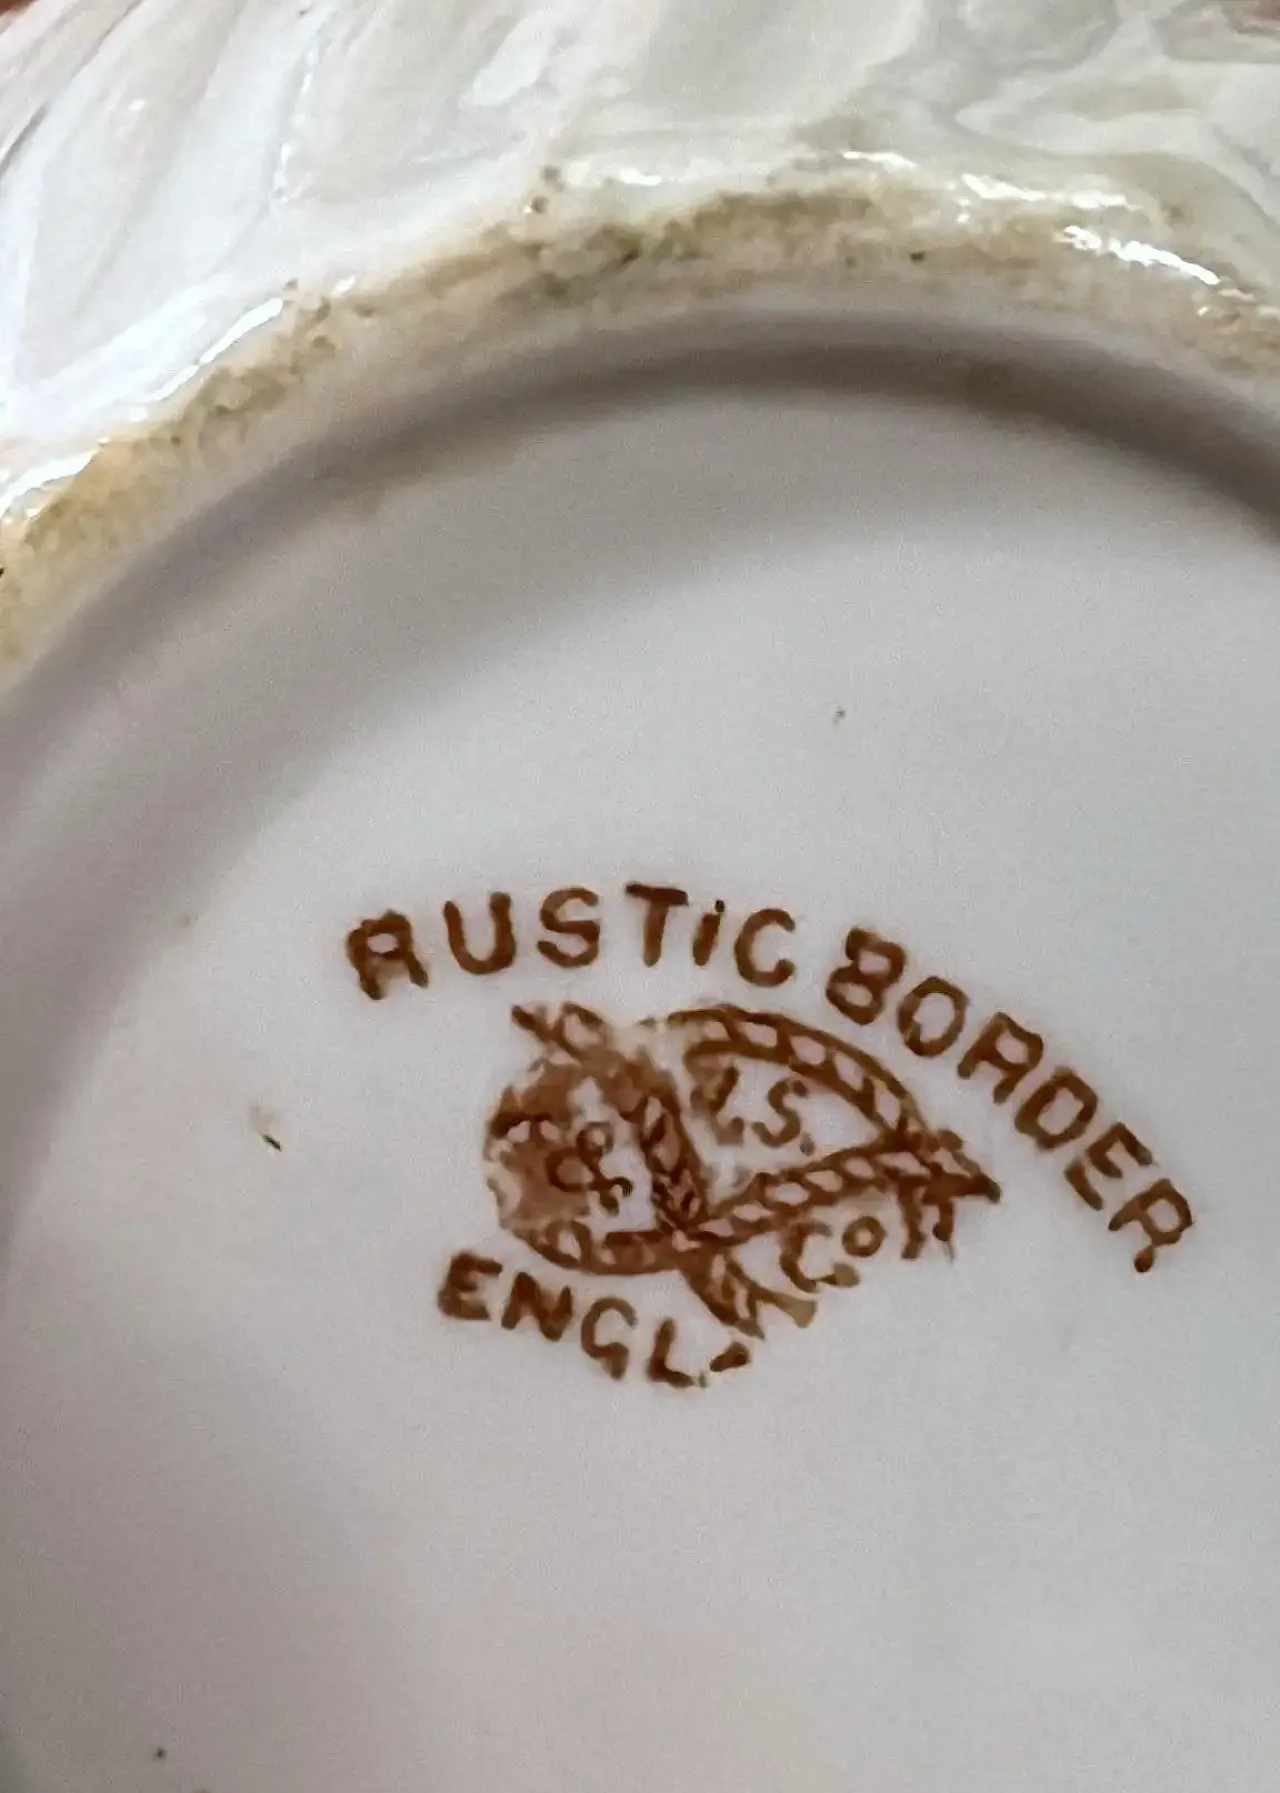 RUSTIC BORDER
L.S.
&
Co
ENGL